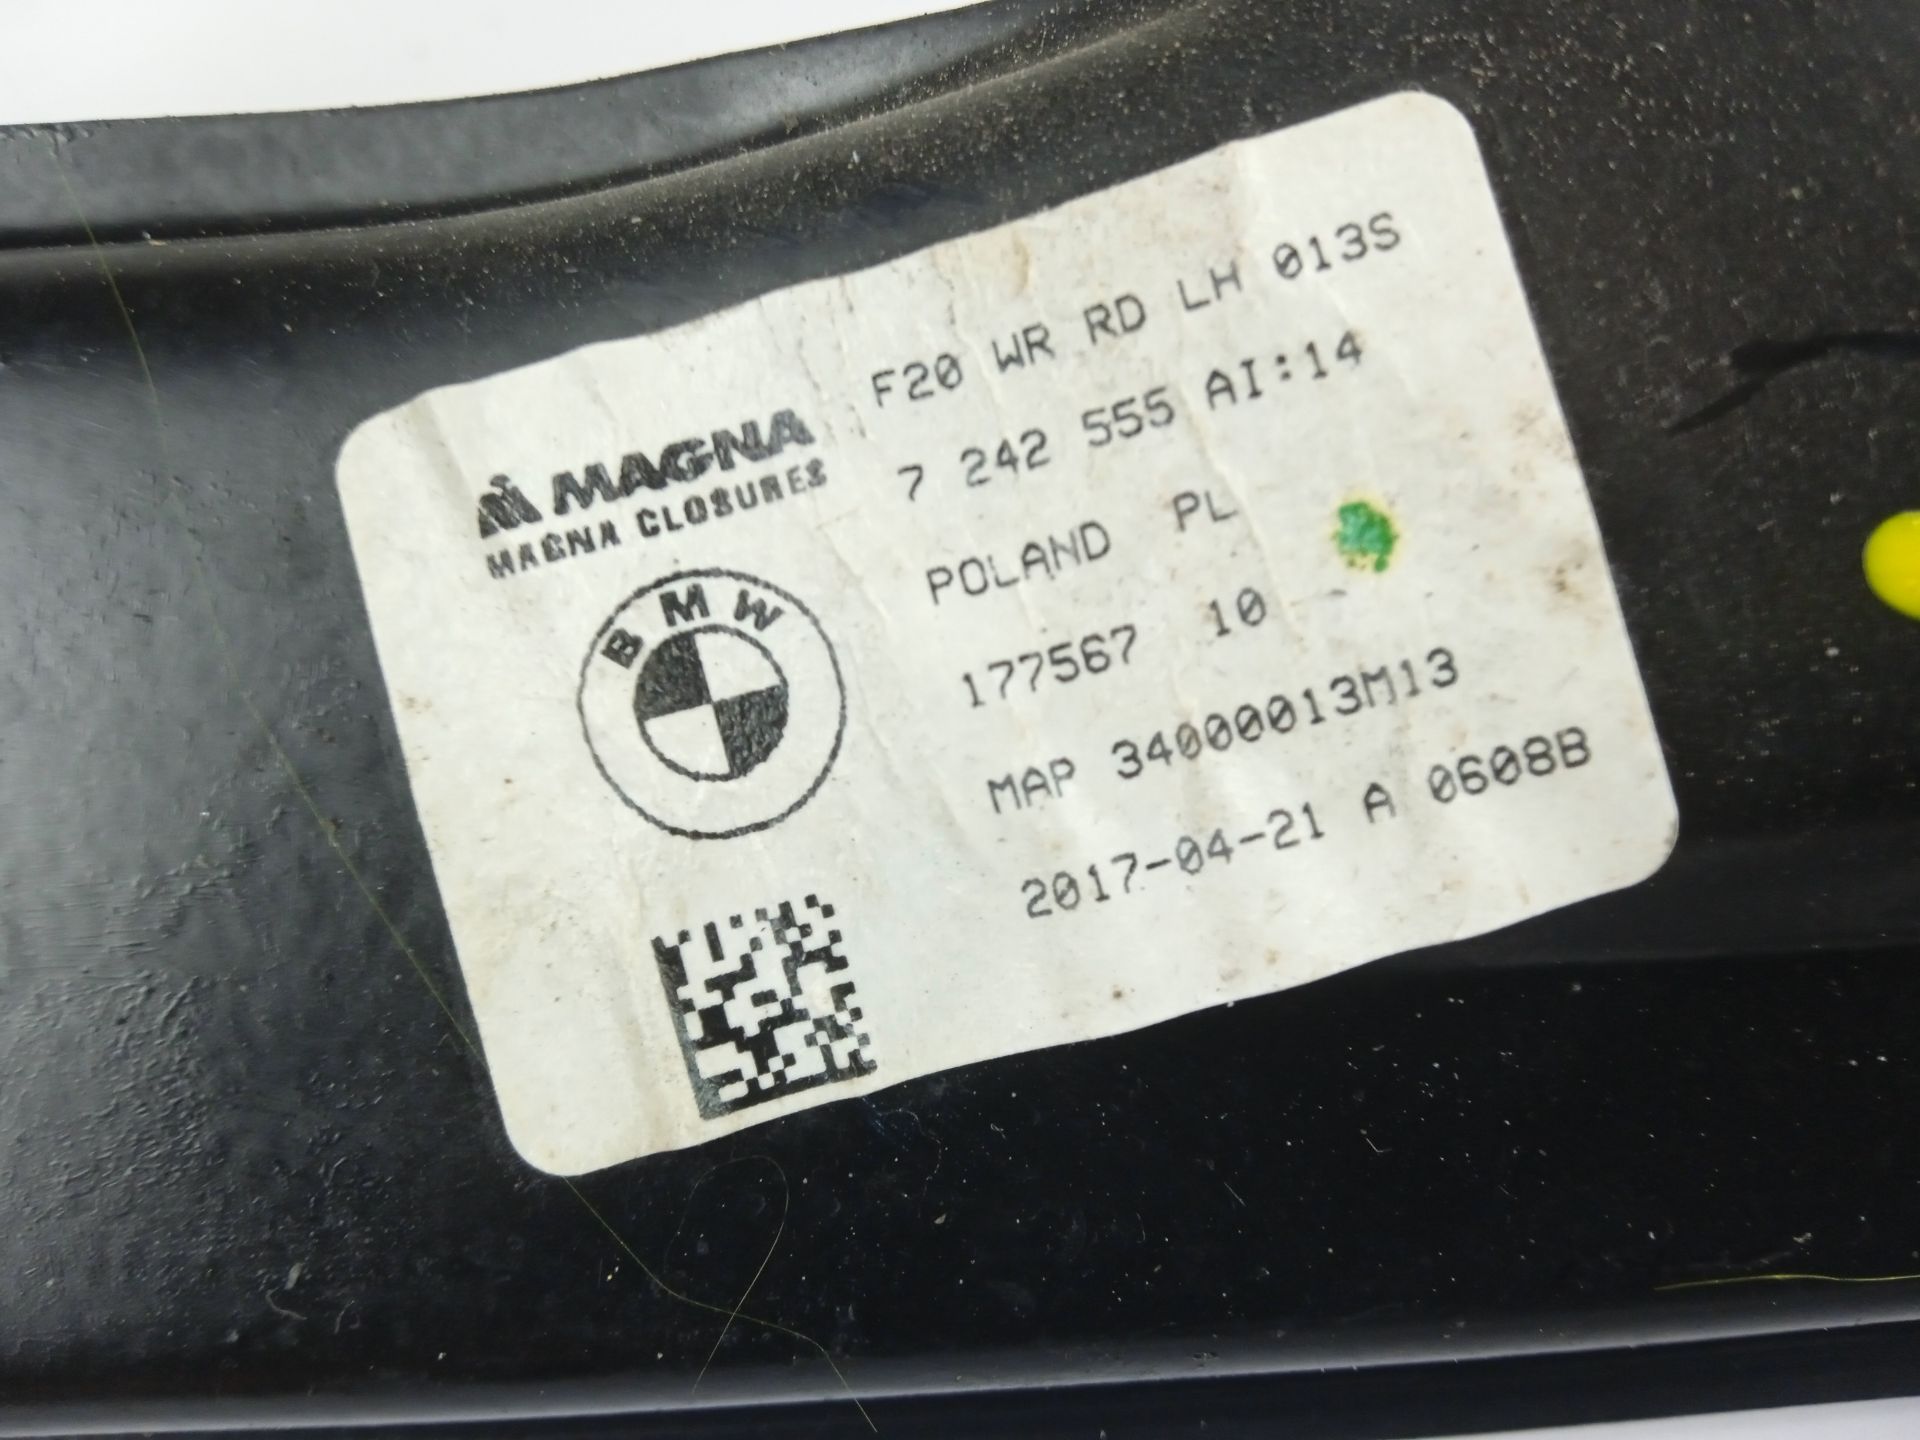 MAGNA
MAGNA CLOSURES
BMW
F20 WR RD LH 013S
7 242 555 AI:14
POLAND PL
177567 10
MAP 34000013M13
2017-04-21 A 0608B